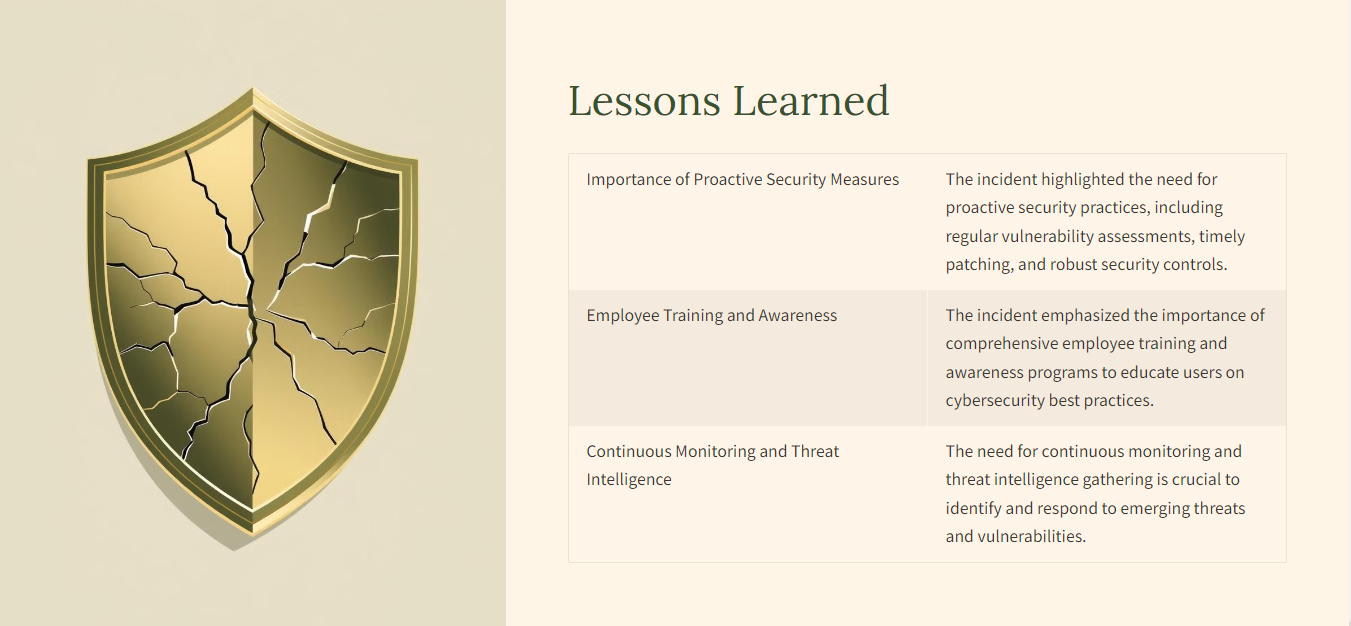 Lessons Learned
Importance of Proactive Security Measures
The incident highlighted the need for
proactive security practices, including
regular vulnerability assessments, timely
patching, and robust security controls.
Employee Training and Awareness
The incident emphasized the importance of
comprehensive employee training and
awareness programs to educate users on
cybersecurity best practices.
Continuous Monitoring and Threat
Intelligence
The need for continuous monitoring and
threat intelligence gathering is crucial to
identify and respond to emerging threats
and vulnerabilities.